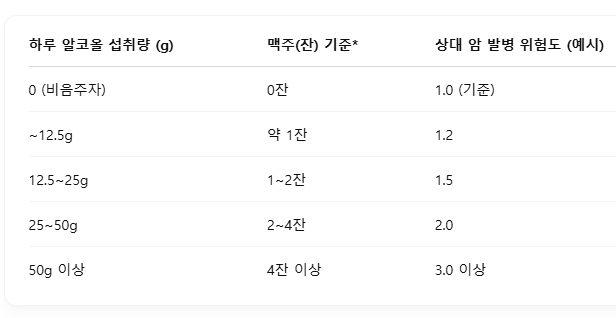 하루 알코올 섭취량 (g) 맥주(잔) 기준* 상대 암 발병 위험도 (예시)
0 (비음주자) 0잔 1.0 (기준)
~12.5g 약 1잔 1.2
12.5~25g 1~2잔 1.5
25~50g 2~4잔 2.0
50g 이상 4잔 이상 3.0 이상